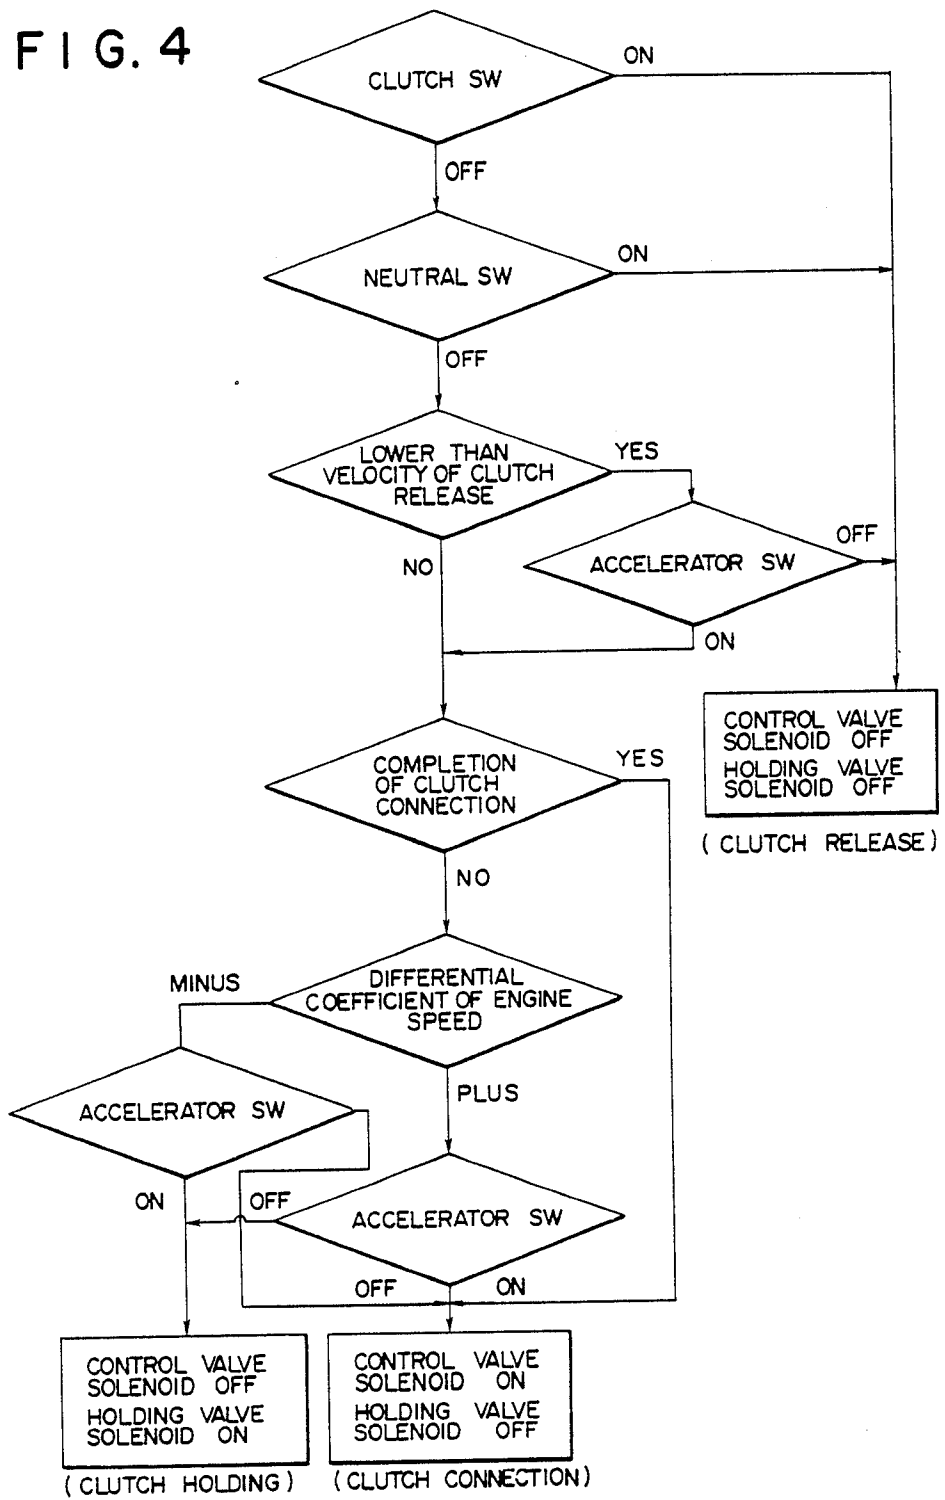 FIG. 4
CLUTCH SW
ON
OFF
NEUTRAL SW
ON
OFF
LOWER THAN
VELOCITY OF CLUTCH
RELEASE
YES
NO
ACCELERATOR SW
OFF
ON
CONTROL VALVE
SOLENOID OFF
HOLDING VALVE
SOLENOID OFF
(CLUTCH RELEASE)
COMPLETION
OF CLUTCH
CONNECTION
YES
NO
DIFFERENTIAL
COEFFICIENT OF ENGINE
SPEED
MINUS
PLUS
ACCELERATOR SW
ON
OFF
ACCELERATOR SW
OFF
ON
CONTROL VALVE
SOLENOID OFF
HOLDING VALVE
SOLENOID ON
(CLUTCH HOLDING)
CONTROL VALVE
SOLENOID ON
HOLDING VALVE
SOLENOID OFF
(CLUTCH CONNECTION)